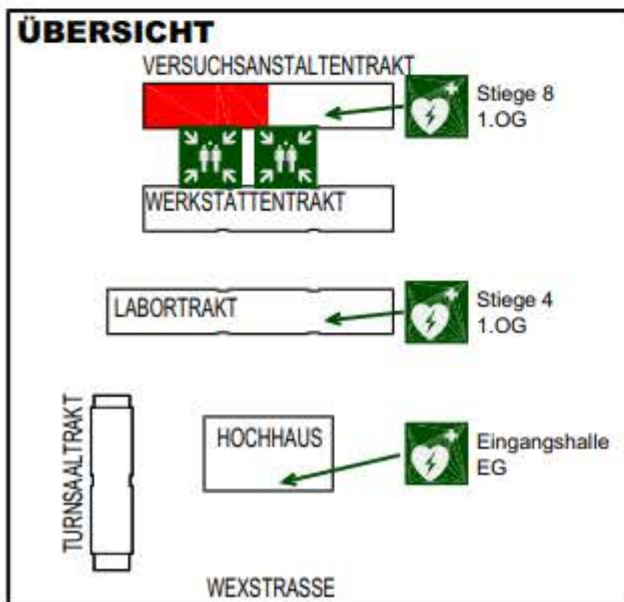 ÜBERSICHT
VERSUCHSANSTALTENTRAKT
Stiege 8
1.OG
WERKSTÄTTENTRAKT
LABORTRAKT
Stiege 4
1.OG
TURNSAALTRAKT
HOCHHAUS
Eingangshalle
EG
WEXSTRASSE